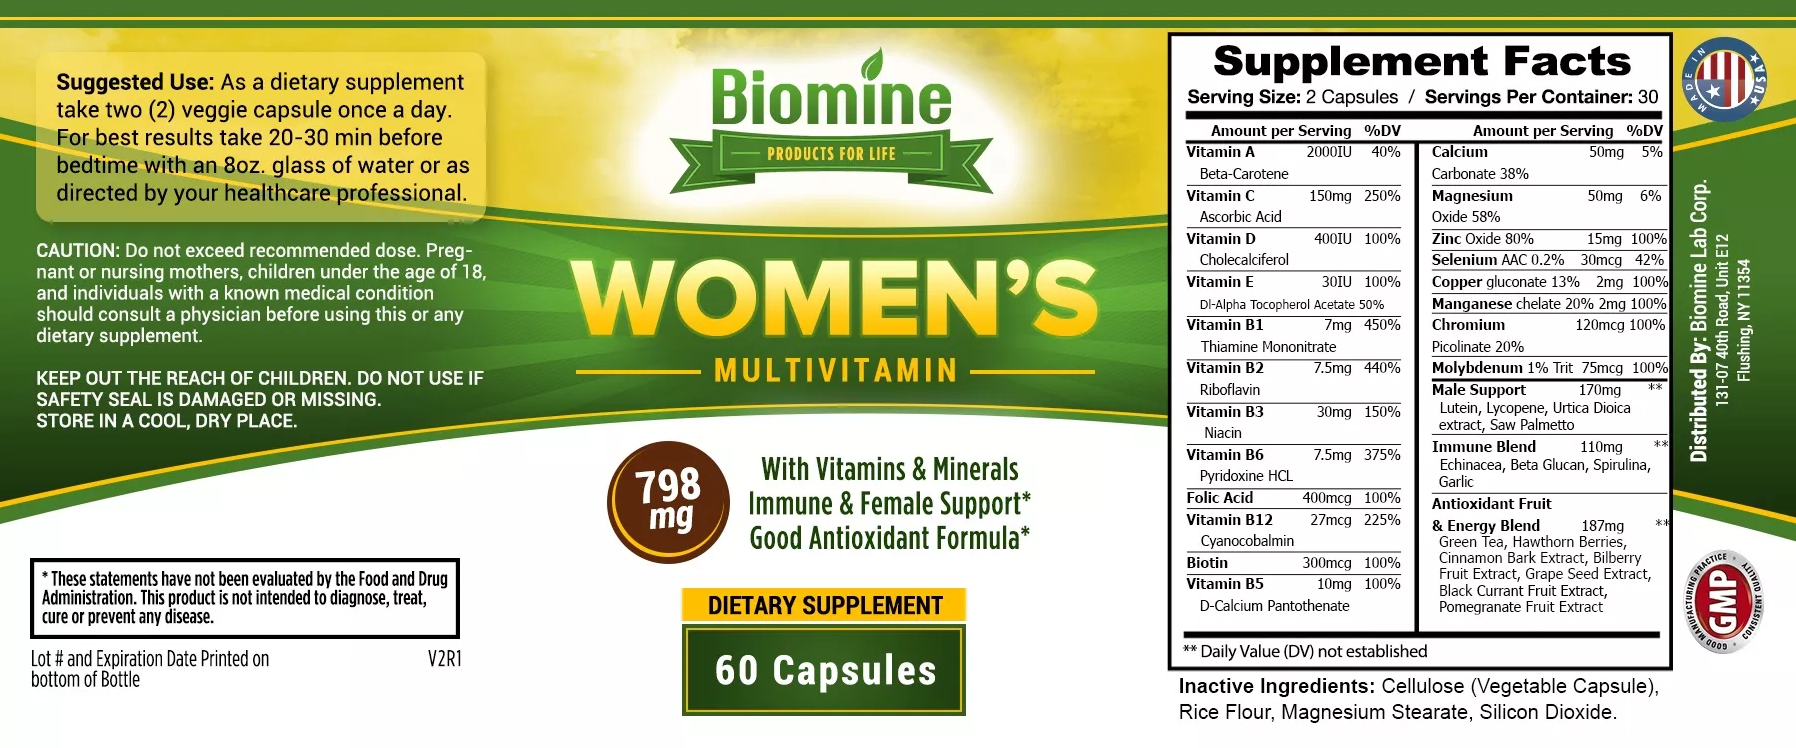 Suggested Use: As a dietary supplement
take two (2) veggie capsule once a day.
For best results take 20-30 min before
bedtime with an 8oz. glass of water or as
directed by your healthcare professional.
CAUTION: Do not exceed recommended dose. Preg-
nant or nursing mothers, children under the age of 18,
and individuals with a known medical condition
should consult a physician before using this or any
dietary supplement.
KEEP OUT THE REACH OF CHILDREN. DO NOT USE IF
SAFETY SEAL IS DAMAGED OR MISSING.
STORE IN A COOL, DRY PLACE.
* These statements have not been evaluated by the Food and Drug
Administration. This product is not intended to diagnose, treat,
cure or prevent any disease.
Lot # and Expiration Date Printed on
bottom of Bottle
V2R1
Biomine
PRODUCTS FOR LIFE
WOMEN'S
MULTIVITAMIN
798
mg
With Vitamins & Minerals
Immune & Female Support*
Good Antioxidant Formula*
DIETARY SUPPLEMENT
60 Capsules
Supplement Facts
Serving Size: 2 Capsules / Servings Per Container: 30
Amount per Serving %DV
Vitamin A 2000IU 40%
Beta-Carotene
Vitamin C 150mg 250%
Ascorbic Acid
Vitamin D 400IU 100%
Cholecalciferol
Vitamin E 30IU 100%
Dl-Alpha Tocopherol Acetate 50%
Vitamin B1 7mg 450%
Thiamine Mononitrate
Vitamin B2 7.5mg 440%
Riboflavin
Vitamin B3 30mg 150%
Niacin
Vitamin B6 7.5mg 375%
Pyridoxine HCL
Folic Acid 400mcg 100%
Vitamin B12 27mcg 225%
Cyanocobalmin
Biotin 300mcg 100%
Vitamin B5 10mg 100%
D-Calcium Pantothenate
Amount per Serving %DV
Calcium 50mg 5%
Carbonate 38%
Magnesium 50mg 6%
Oxide 58%
Zinc Oxide 80% 15mg 100%
Selenium AAC 0.2% 30mcg 42%
Copper gluconate 13% 2mg 100%
Manganese chelate 20% 2mg 100%
Chromium 120mcg 100%
Picolinate 20%
Molybdenum 1% Trit 75mcg 100%
Male Support 170mg **
Lutein, Lycopene, Urtica Dioica
extract, Saw Palmetto
Immune Blend 110mg **
Echinacea, Beta Glucan, Spirulina,
Garlic
Antioxidant Fruit
& Energy Blend 187mg **
Green Tea, Hawthorn Berries,
Cinnamon Bark Extract, Bilberry
Fruit Extract, Grape Seed Extract,
Black Currant Fruit Extract,
Pomegranate Fruit Extract
** Daily Value (DV) not established
Inactive Ingredients: Cellulose (Vegetable Capsule),
Rice Flour, Magnesium Stearate, Silicon Dioxide.
MADE IN USA
Distributed By: Biomine Lab Corp.
131-07 40th Road, Unit E12
Flushing, NY 11354
GOOD MANUFACTURING PRACTICE
GMP
CONSISTENT QUALITY